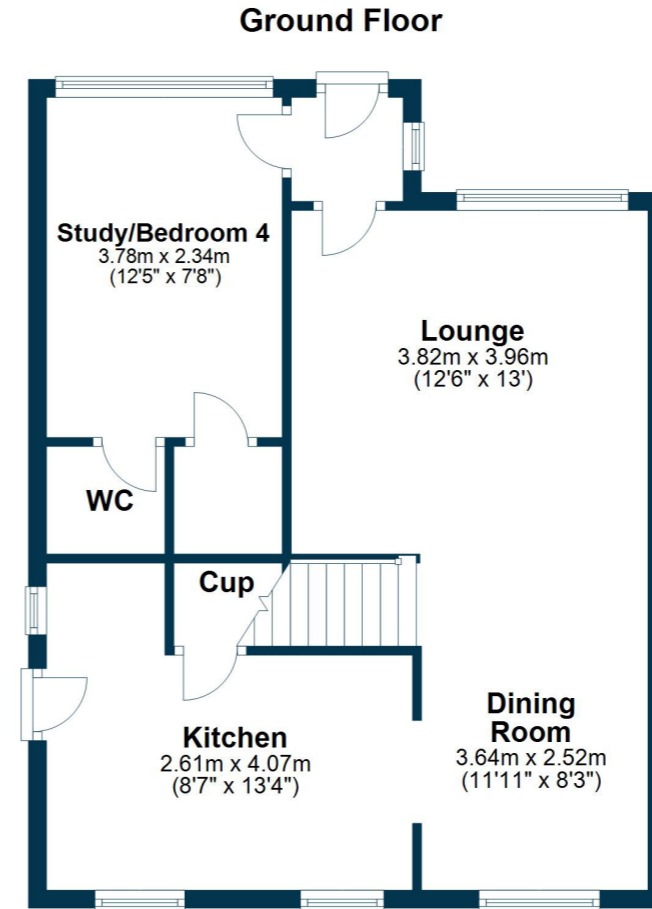 Ground Floor
Study/Bedroom 4
3.78m x 2.34m
(12'5" x 7'8")
Lounge
3.82m x 3.96m
(12'6" x 13')
WC
Cup
Kitchen
2.61m x 4.07m
(8'7" x 13'4")
Dining
Room
3.64m x 2.52m
(11'11" x 8'3")